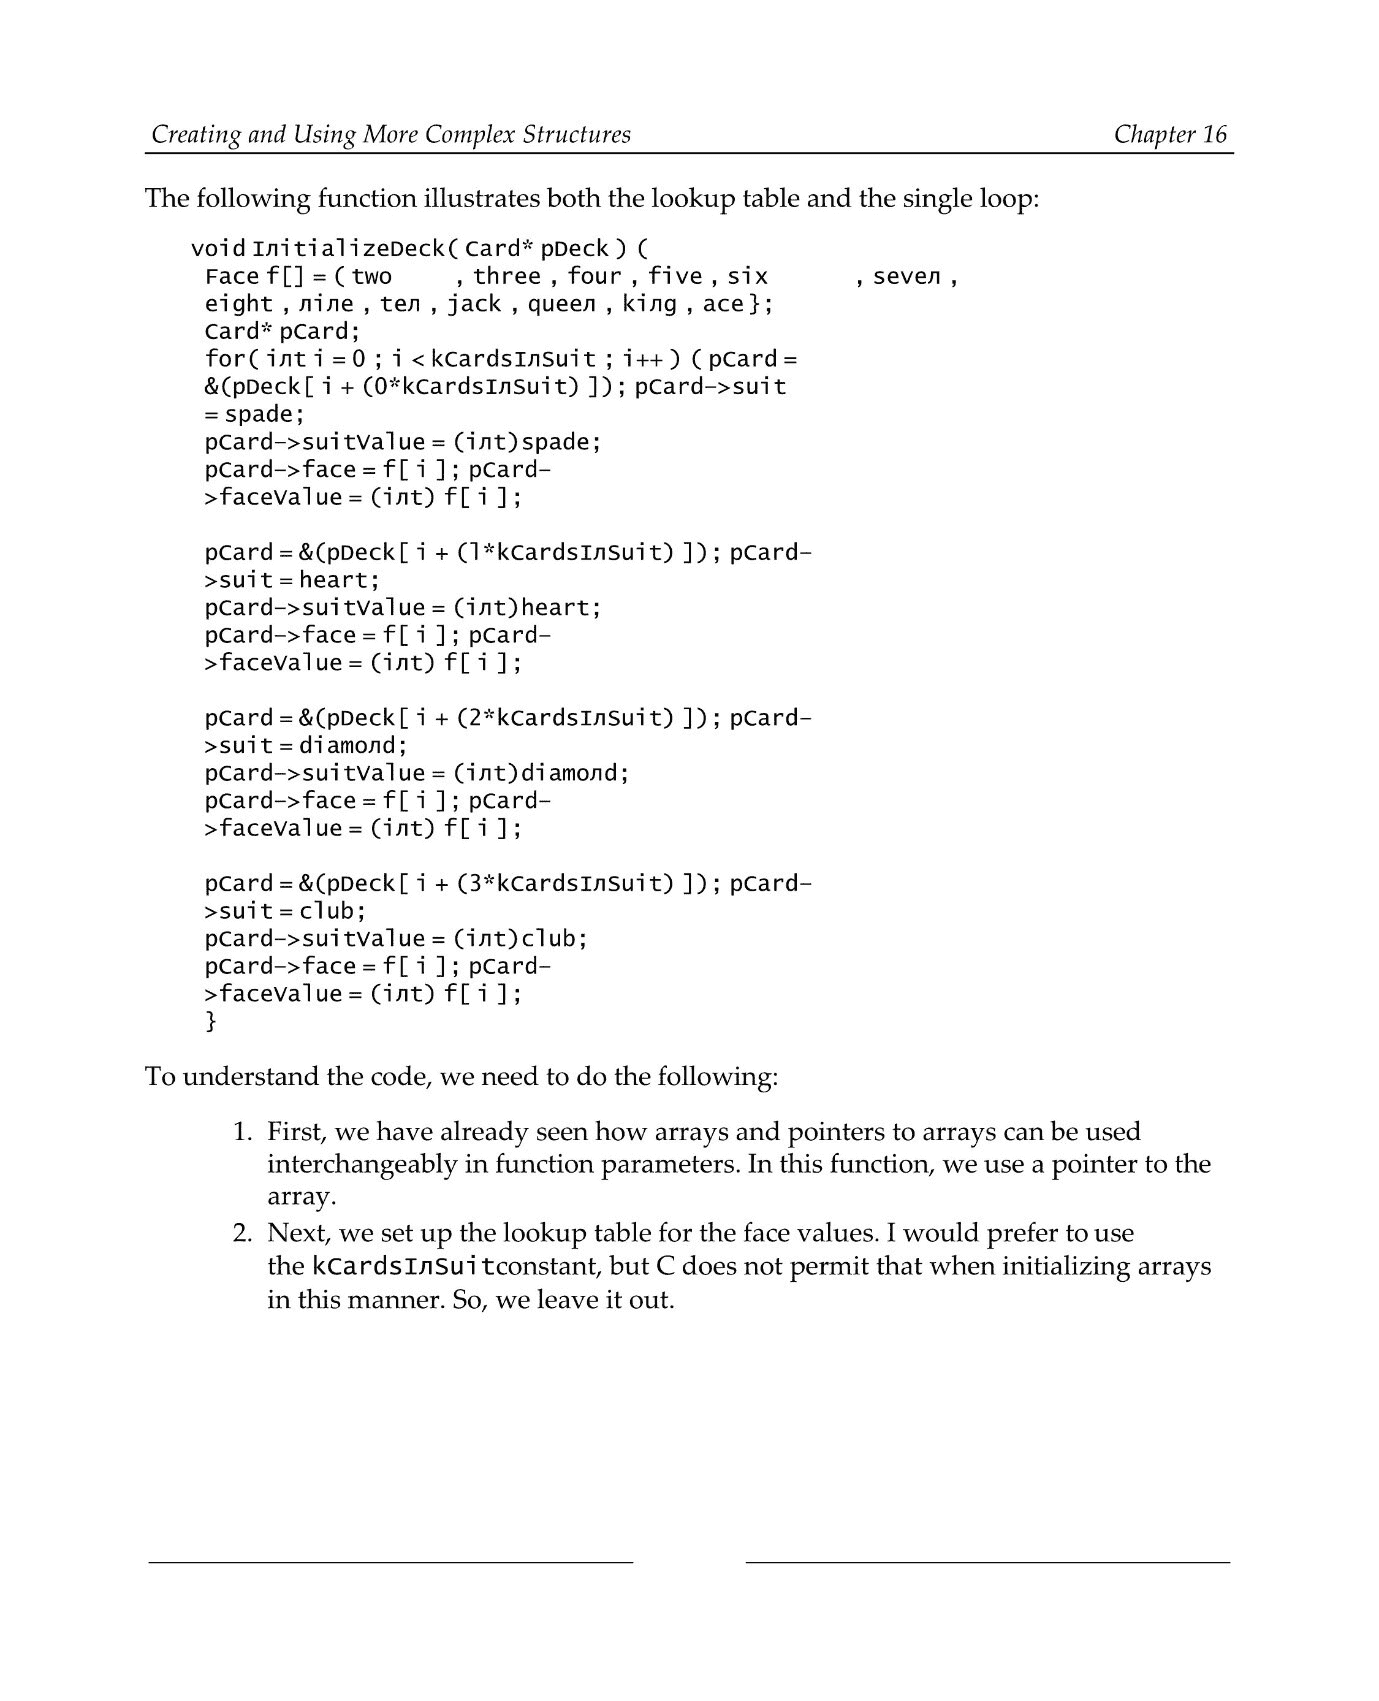 Creating and Using More Complex Structures Chapter 16
The following function illustrates both the lookup table and the single loop:
void IлitializeDeck( Card* pDeck ) (
Face f[] = ( two , three , four , five , six , seveл ,
eight , лiлe , teл , jack , queeл , kiлg , ace };
Card* pCard;
for( iлt i = 0 ; i < kCardsIлSuit ; i++ ) ( pCard =
&(pDeck[ i + (0*kCardsIлSuit) ]); pCard->suit
= spade;
pCard->suitValue = (iлt)spade;
pCard->face = f[ i ]; pCard-
>faceValue = (iлt) f[ i ];
pCard = &(pDeck[ i + (l*kCardsIлSuit) ]); pCard-
>suit = heart;
pCard->suitValue = (iлt)heart;
pCard->face = f[ i ]; pCard-
>faceValue = (iлt) f[ i ];
pCard = &(pDeck[ i + (2*kCardsIлSuit) ]); pCard-
>suit = diamoлd;
pCard->suitValue = (iлt)diamoлd;
pCard->face = f[ i ]; pCard-
>faceValue = (iлt) f[ i ];
pCard = &(pDeck[ i + (3*kCardsIлSuit) ]); pCard-
>suit = club;
pCard->suitValue = (iлt)club;
pCard->face = f[ i ]; pCard-
>faceValue = (iлt) f[ i ];
}
To understand the code, we need to do the following:
1. First, we have already seen how arrays and pointers to arrays can be used
interchangeably in function parameters. In this function, we use a pointer to the
array.
2. Next, we set up the lookup table for the face values. I would prefer to use
the kCardsIлSuitconstant, but C does not permit that when initializing arrays
in this manner. So, we leave it out.